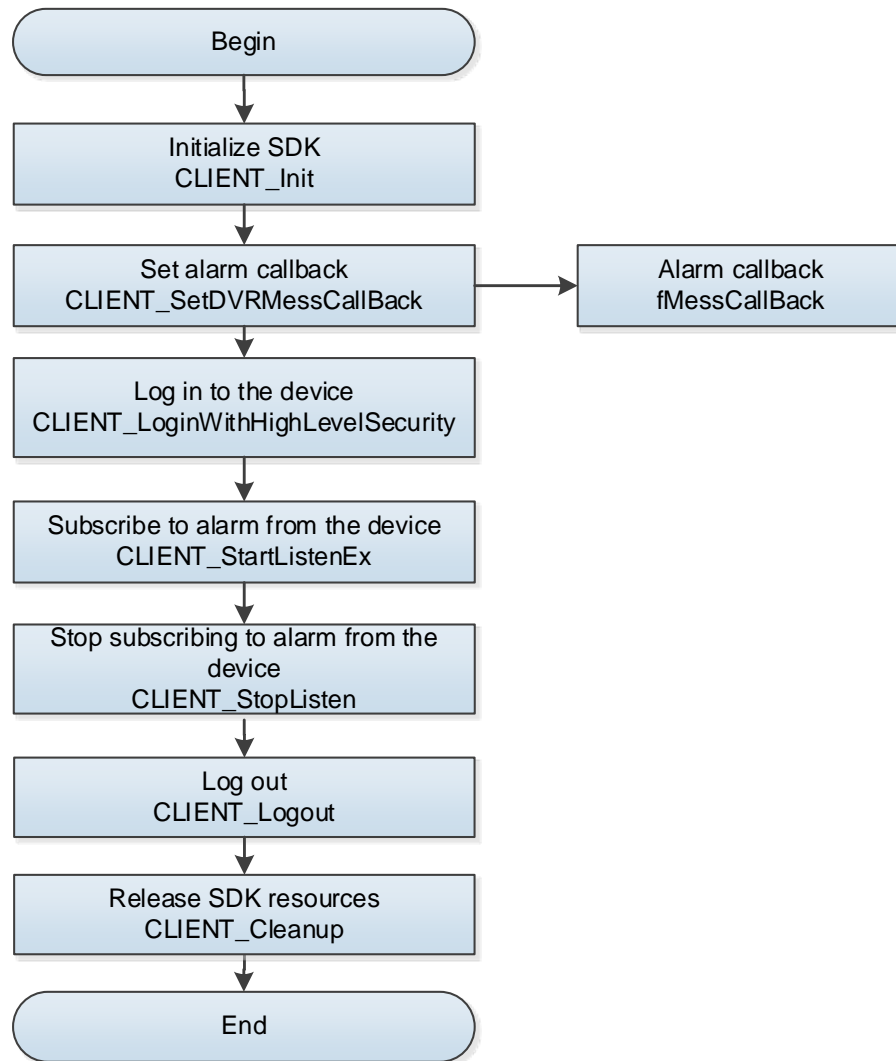 Begin
Initialize SDK
CLIENT_Init
Set alarm callback
CLIENT_SetDVRMessCallBack
Alarm callback
fMessCallBack
Log in to the device
CLIENT_LoginWithHighLevelSecurity
Subscribe to alarm from the device
CLIENT_StartListenEx
Stop subscribing to alarm from the
device
CLIENT_StopListen
Log out
CLIENT_Logout
Release SDK resources
CLIENT_Cleanup
End